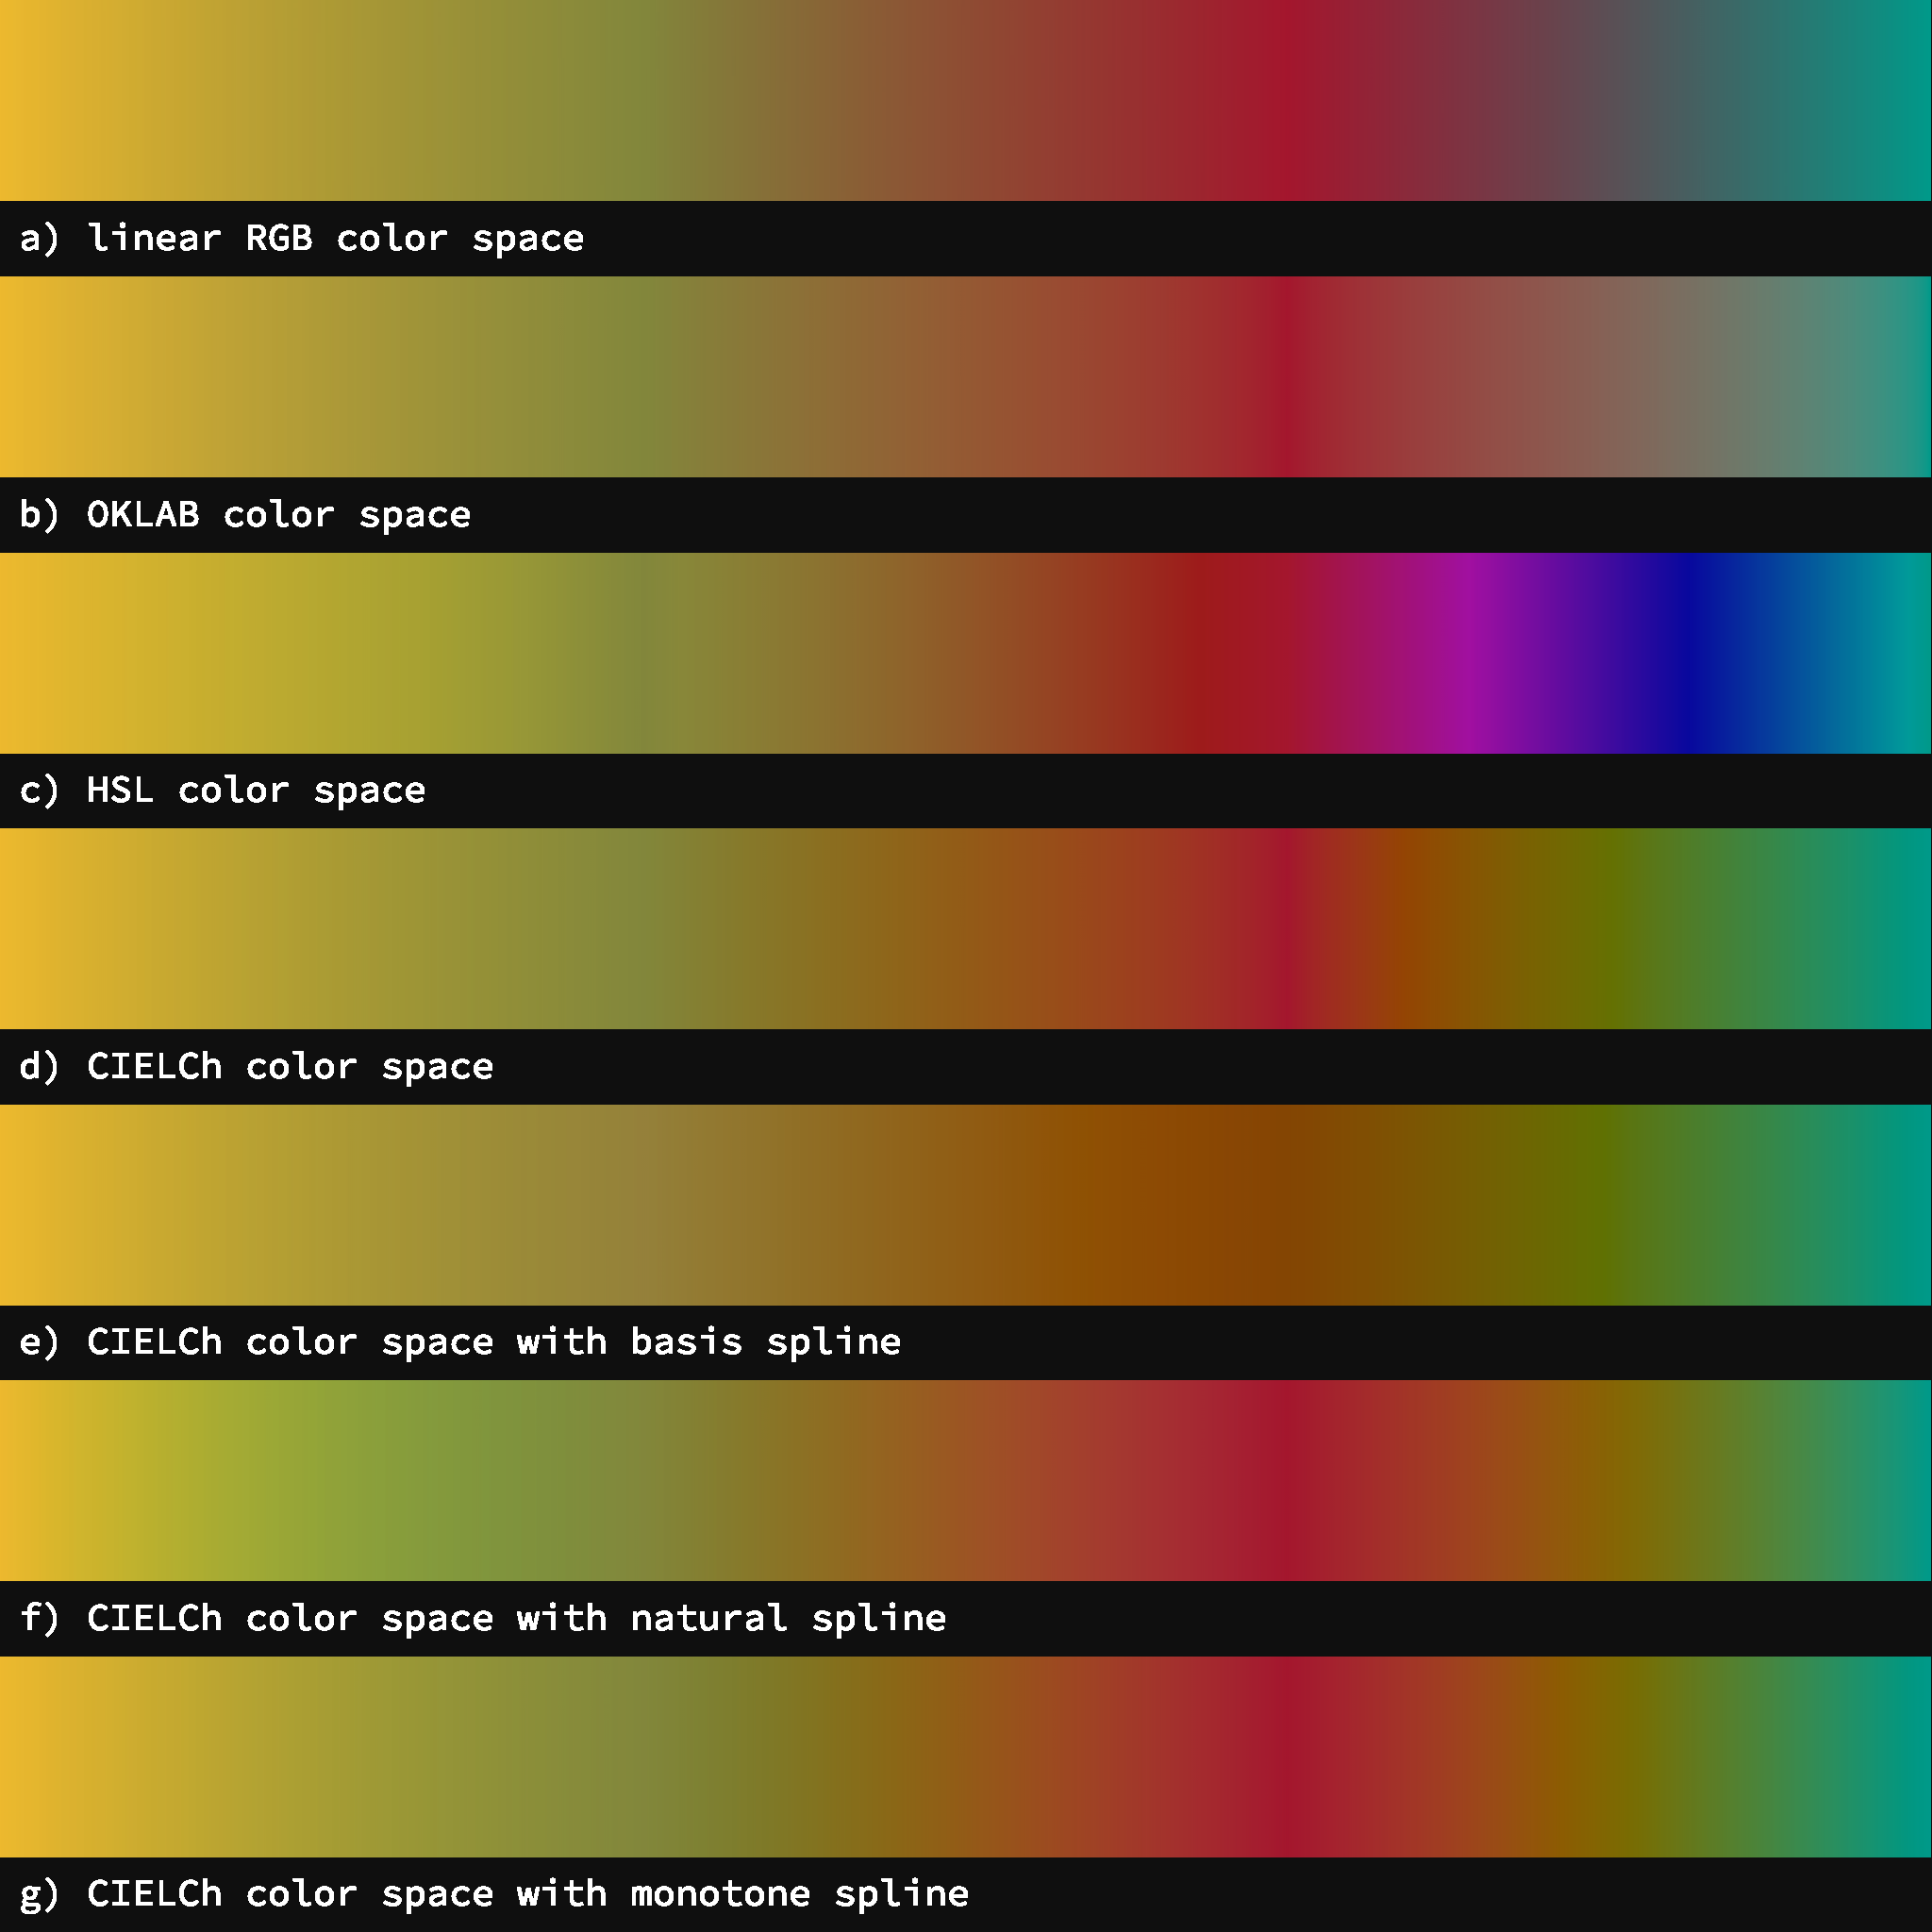 a) linear RGB color space
b) OKLAB color space
c) HSL color space
d) CIELCh color space
e) CIELCh color space with basis spline
f) CIELCh color space with natural spline
g) CIELCh color space with monotone spline